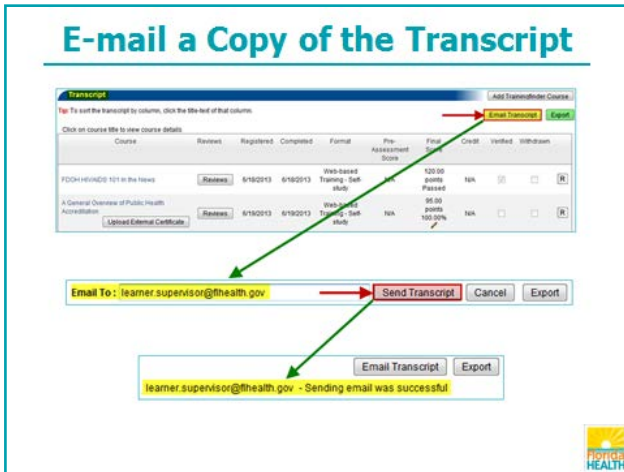 E-mail a Copy of the Transcript
Transcript
Add Trainingfinder Course
Tip: To sort the transcript by column, click the title-text of that column.
Email Transcript Export
Click on course title to view course details.
Course Reviews Registered Completed Format Pre-Assessment Score Final Score Credit Verified Withdrawn
FDOH HIV/AIDS 101 in the News Reviews 6/18/2013 6/18/2013 Web-based Training - Self-study N/A 120.00 points Passed N/A R
A General Overview of Public Health Accreditation Upload External Certificate Reviews 6/19/2013 6/19/2013 Web-based Training - Self-study N/A 95.00 points 100.00% N/A R
Email To : learner.supervisor@flhealth.gov Send Transcript Cancel Export
Email Transcript Export
learner.supervisor@flhealth.gov - Sending email was successful
Florida
HEALTH